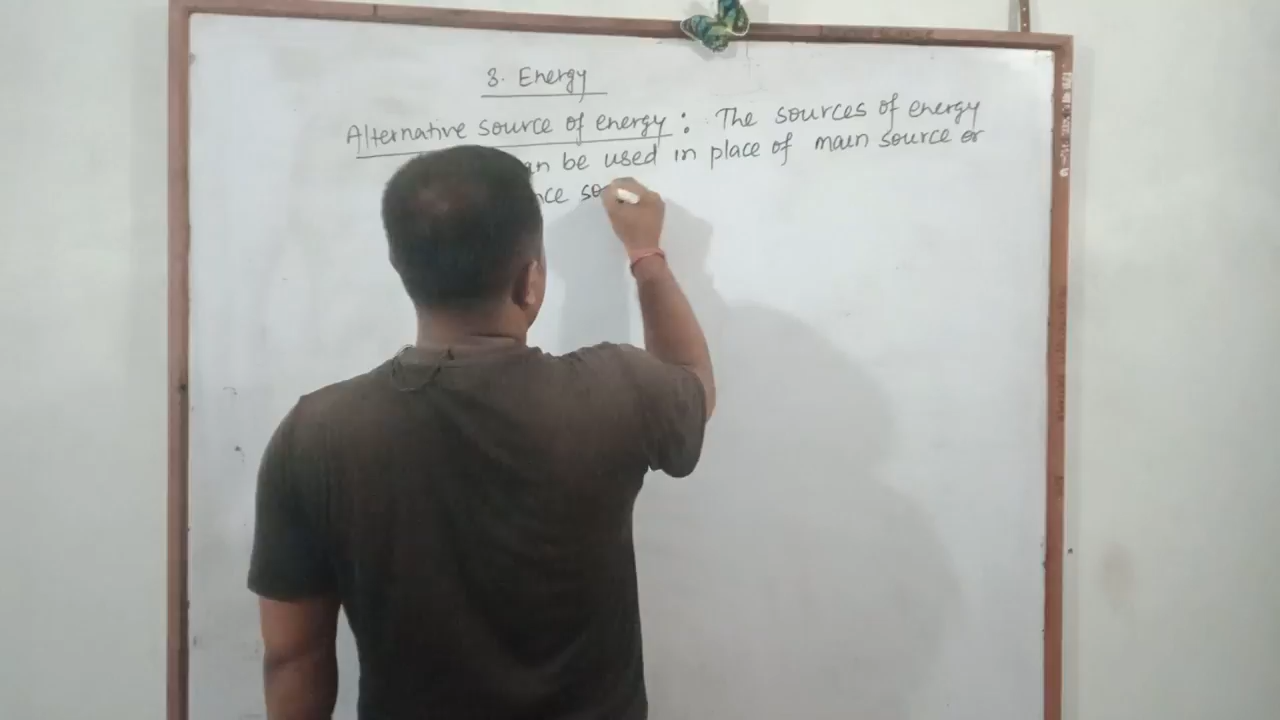 8. Energy
Alternative source of energy : The sources of energy
be used in place of main source or